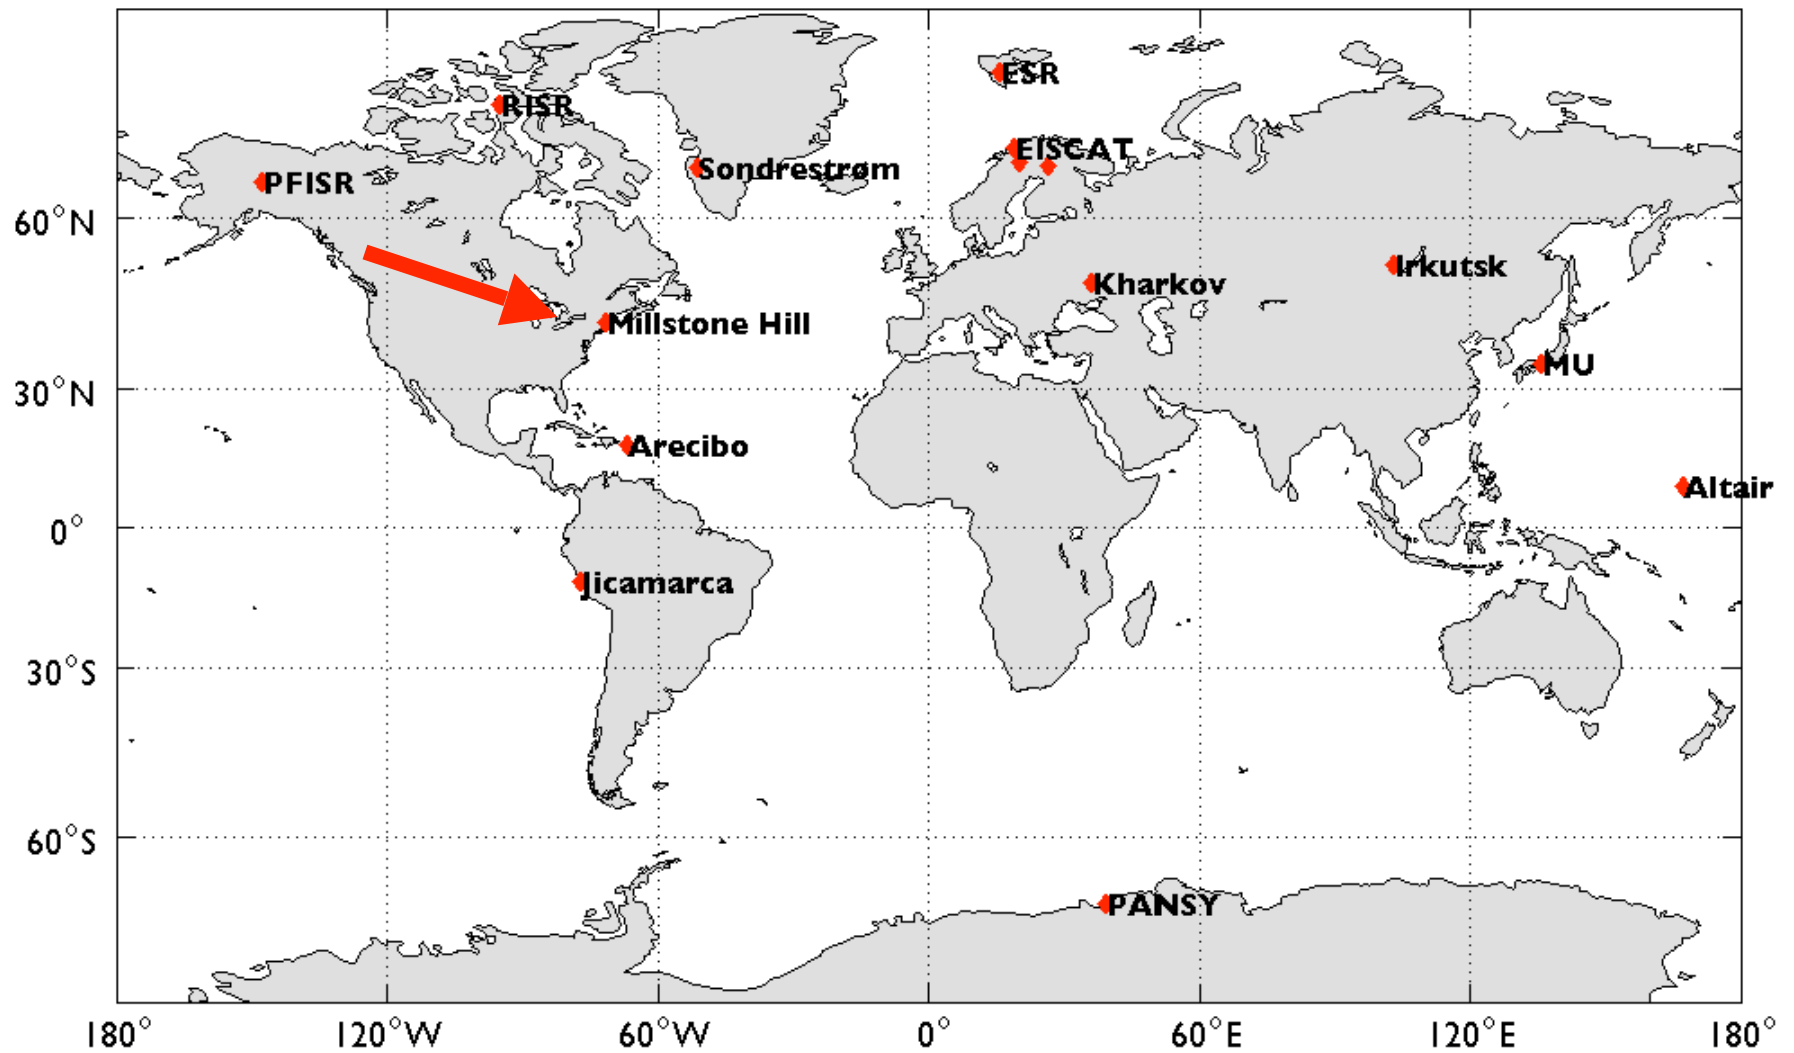 ESR
RISR
EISCAT
Sondrestrøm
PFISR
60°N
Irkutsk
Kharkov
Millstone Hill
MU
30°N
Arecibo
Altair
0°
Jicamarca
30°S
60°S
PANSY
180° 120°W 60°W 0° 60°E 120°E 180°